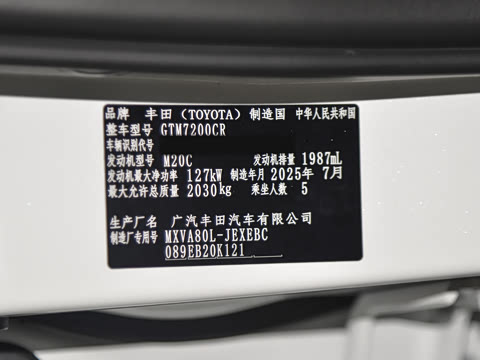 品牌 丰田（TOYOTA） 制造国 中华人民共和国
整车型号 GTM7200CR
车辆识别代号
发动机型号 M20C 发动机排量 1987mL
发动机最大净功率 127kW 制造年月 2025年 7月
最大允许总质量 2030kg 乘坐人数 5
生产厂名 广汽丰田汽车有限公司
制造厂专用号 MXVA80L-JEXEBC
089EB20K121